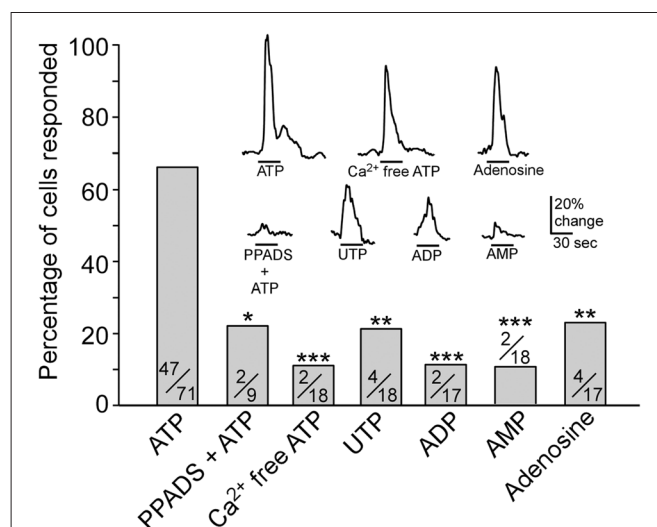 Percentage of cells responded
100
80
60
40
20
0
ATP
Ca²⁺ free ATP
Adenosine
PPADS
+
ATP
UTP
ADP
AMP
20%
change
30 sec
47/71
*
2/9
***
2/18
**
4/18
***
2/17
***
2/18
**
4/17
ATP
PPADS + ATP
Ca²⁺ free ATP
UTP
ADP
AMP
Adenosine